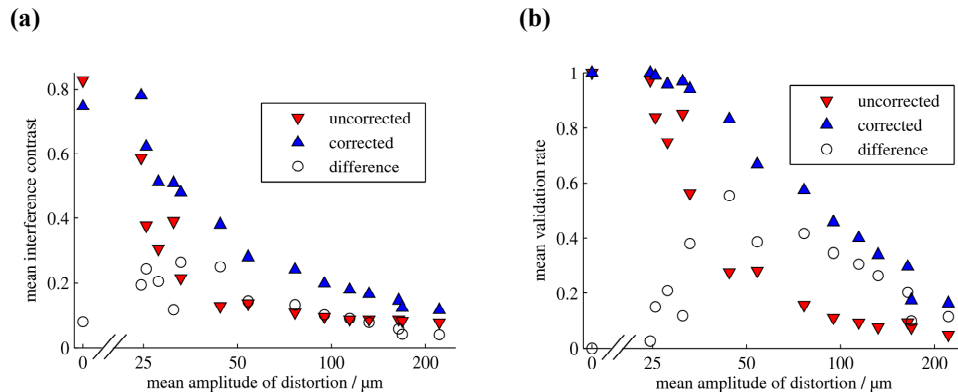 (a)
mean interference contrast
0.8
0.6
0.4
0.2
0
uncorrected
corrected
difference
0 25 50 100 200
mean amplitude of distortion / μm
(b)
mean validation rate
1
0.8
0.6
0.4
0.2
0
uncorrected
corrected
difference
0 25 50 100 200
mean amplitude of distortion / μm